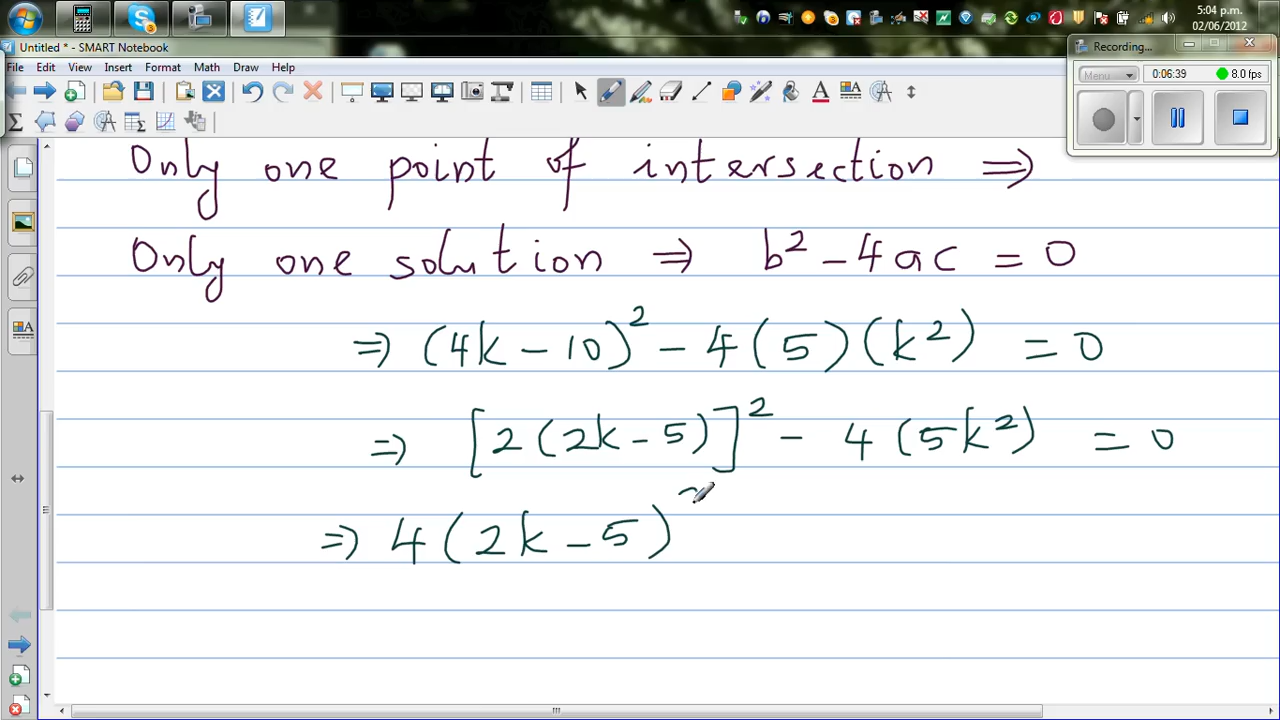 5:04 p.m.
02/06/2012
Untitled * - SMART Notebook
Recording...
File Edit View Insert Format Math Draw Help
Menu 0:06:39 8.0 fps
Only one point of intersection ⇒
Only one solution ⇒ b² - 4ac = 0
⇒ (4k - 10)² - 4(5)(k²) = 0
⇒ [2(2k - 5)]² - 4(5k²) = 0
⇒ 4(2k - 5)